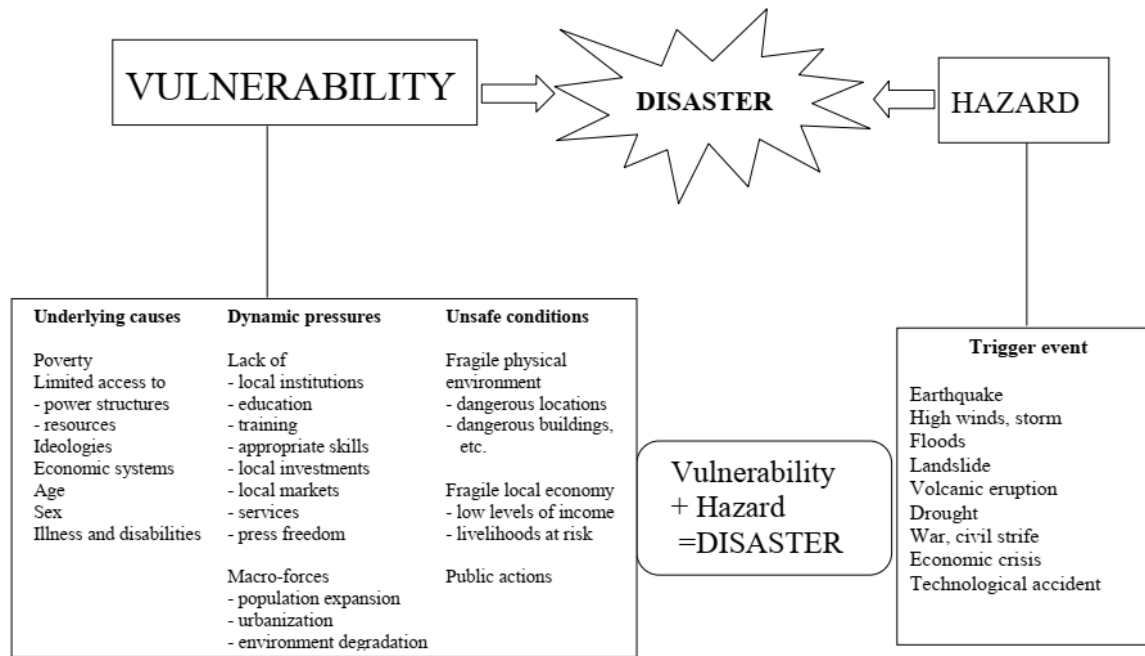 VULNERABILITY
DISASTER
HAZARD
Underlying causes
Poverty
Limited access to
- power structures
- resources
Ideologies
Economic systems
Age
Sex
Illness and disabilities
Dynamic pressures
Lack of
- local institutions
- education
- training
- appropriate skills
- local investments
- local markets
- services
- press freedom
Macro-forces
- population expansion
- urbanization
- environment degradation
Unsafe conditions
Fragile physical
environment
- dangerous locations
- dangerous buildings,
etc.
Fragile local economy
- low levels of income
- livelihoods at risk
Public actions
Vulnerability
+ Hazard
=DISASTER
Trigger event
Earthquake
High winds, storm
Floods
Landslide
Volcanic eruption
Drought
War, civil strife
Economic crisis
Technological accident